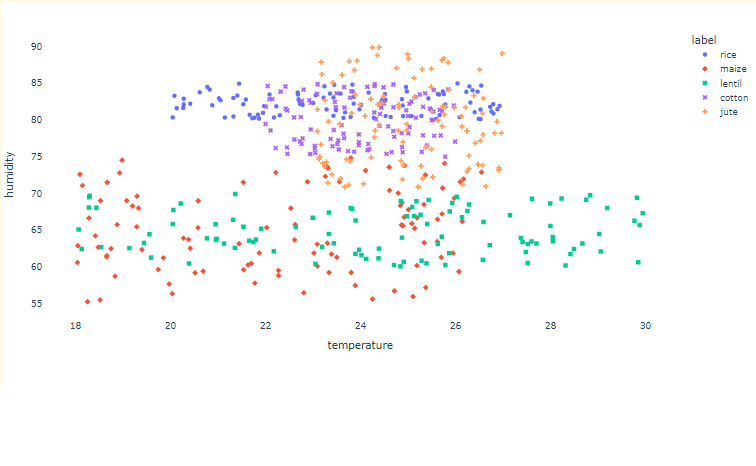 label
rice
maize
lentil
cotton
jute
90
85
80
75
70
65
60
55
humidity
18 20 22 24 26 28 30
temperature